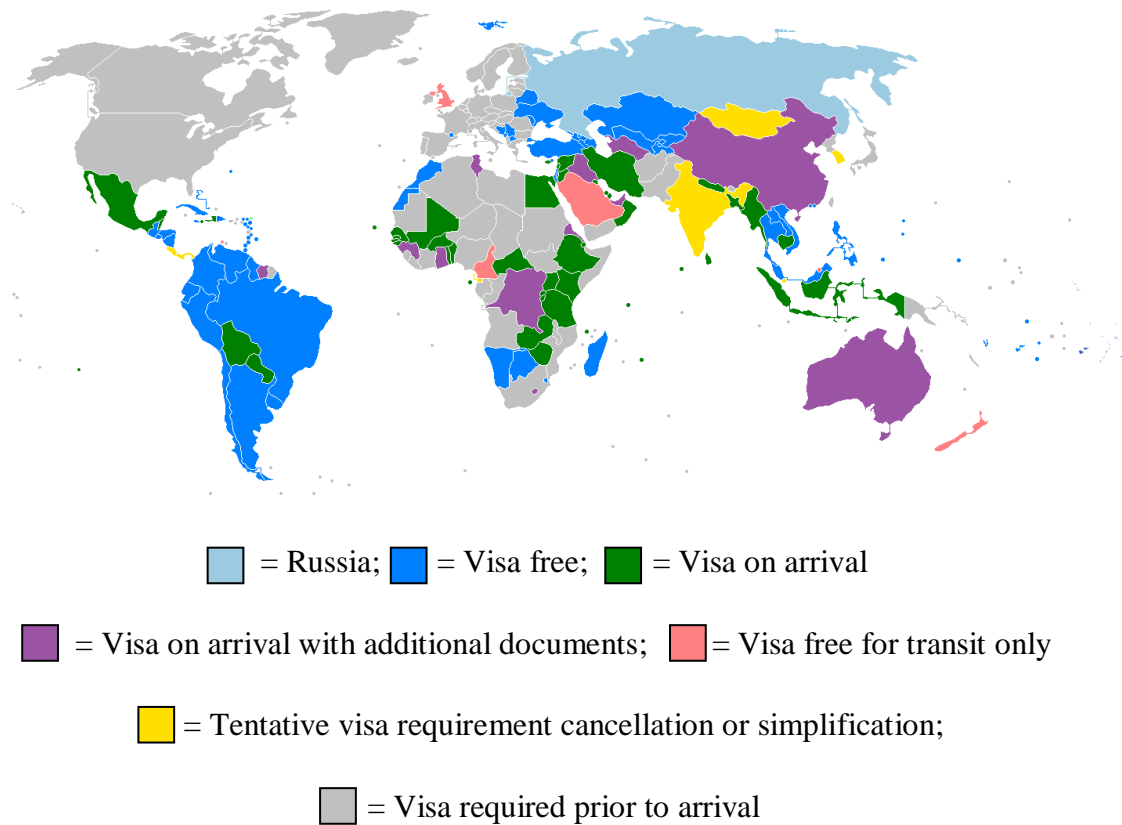 = Russia; = Visa free; = Visa on arrival
= Visa on arrival with additional documents; = Visa free for transit only
= Tentative visa requirement cancellation or simplification;
= Visa required prior to arrival